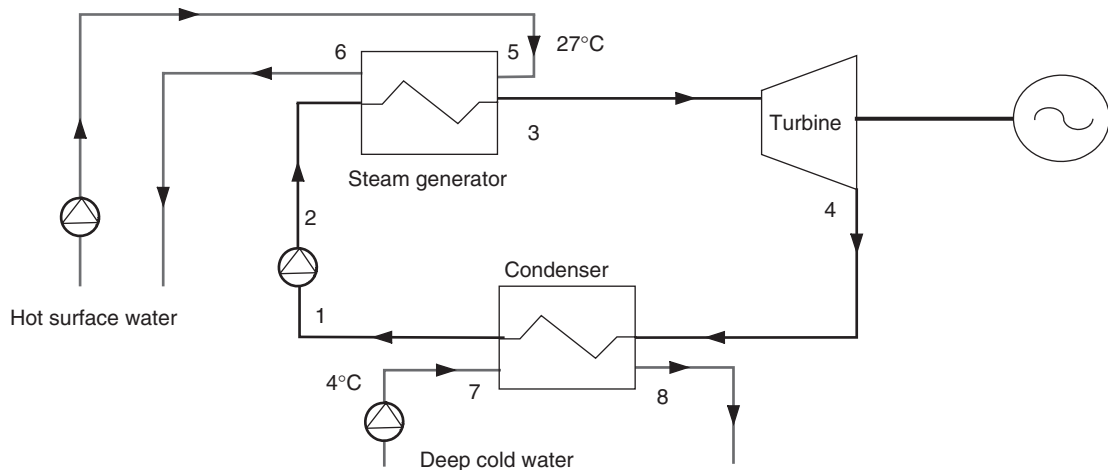 6
5
27°C
3
Turbine
Steam generator
4
2
Condenser
Hot surface water
1
4°C
7
8
Deep cold water